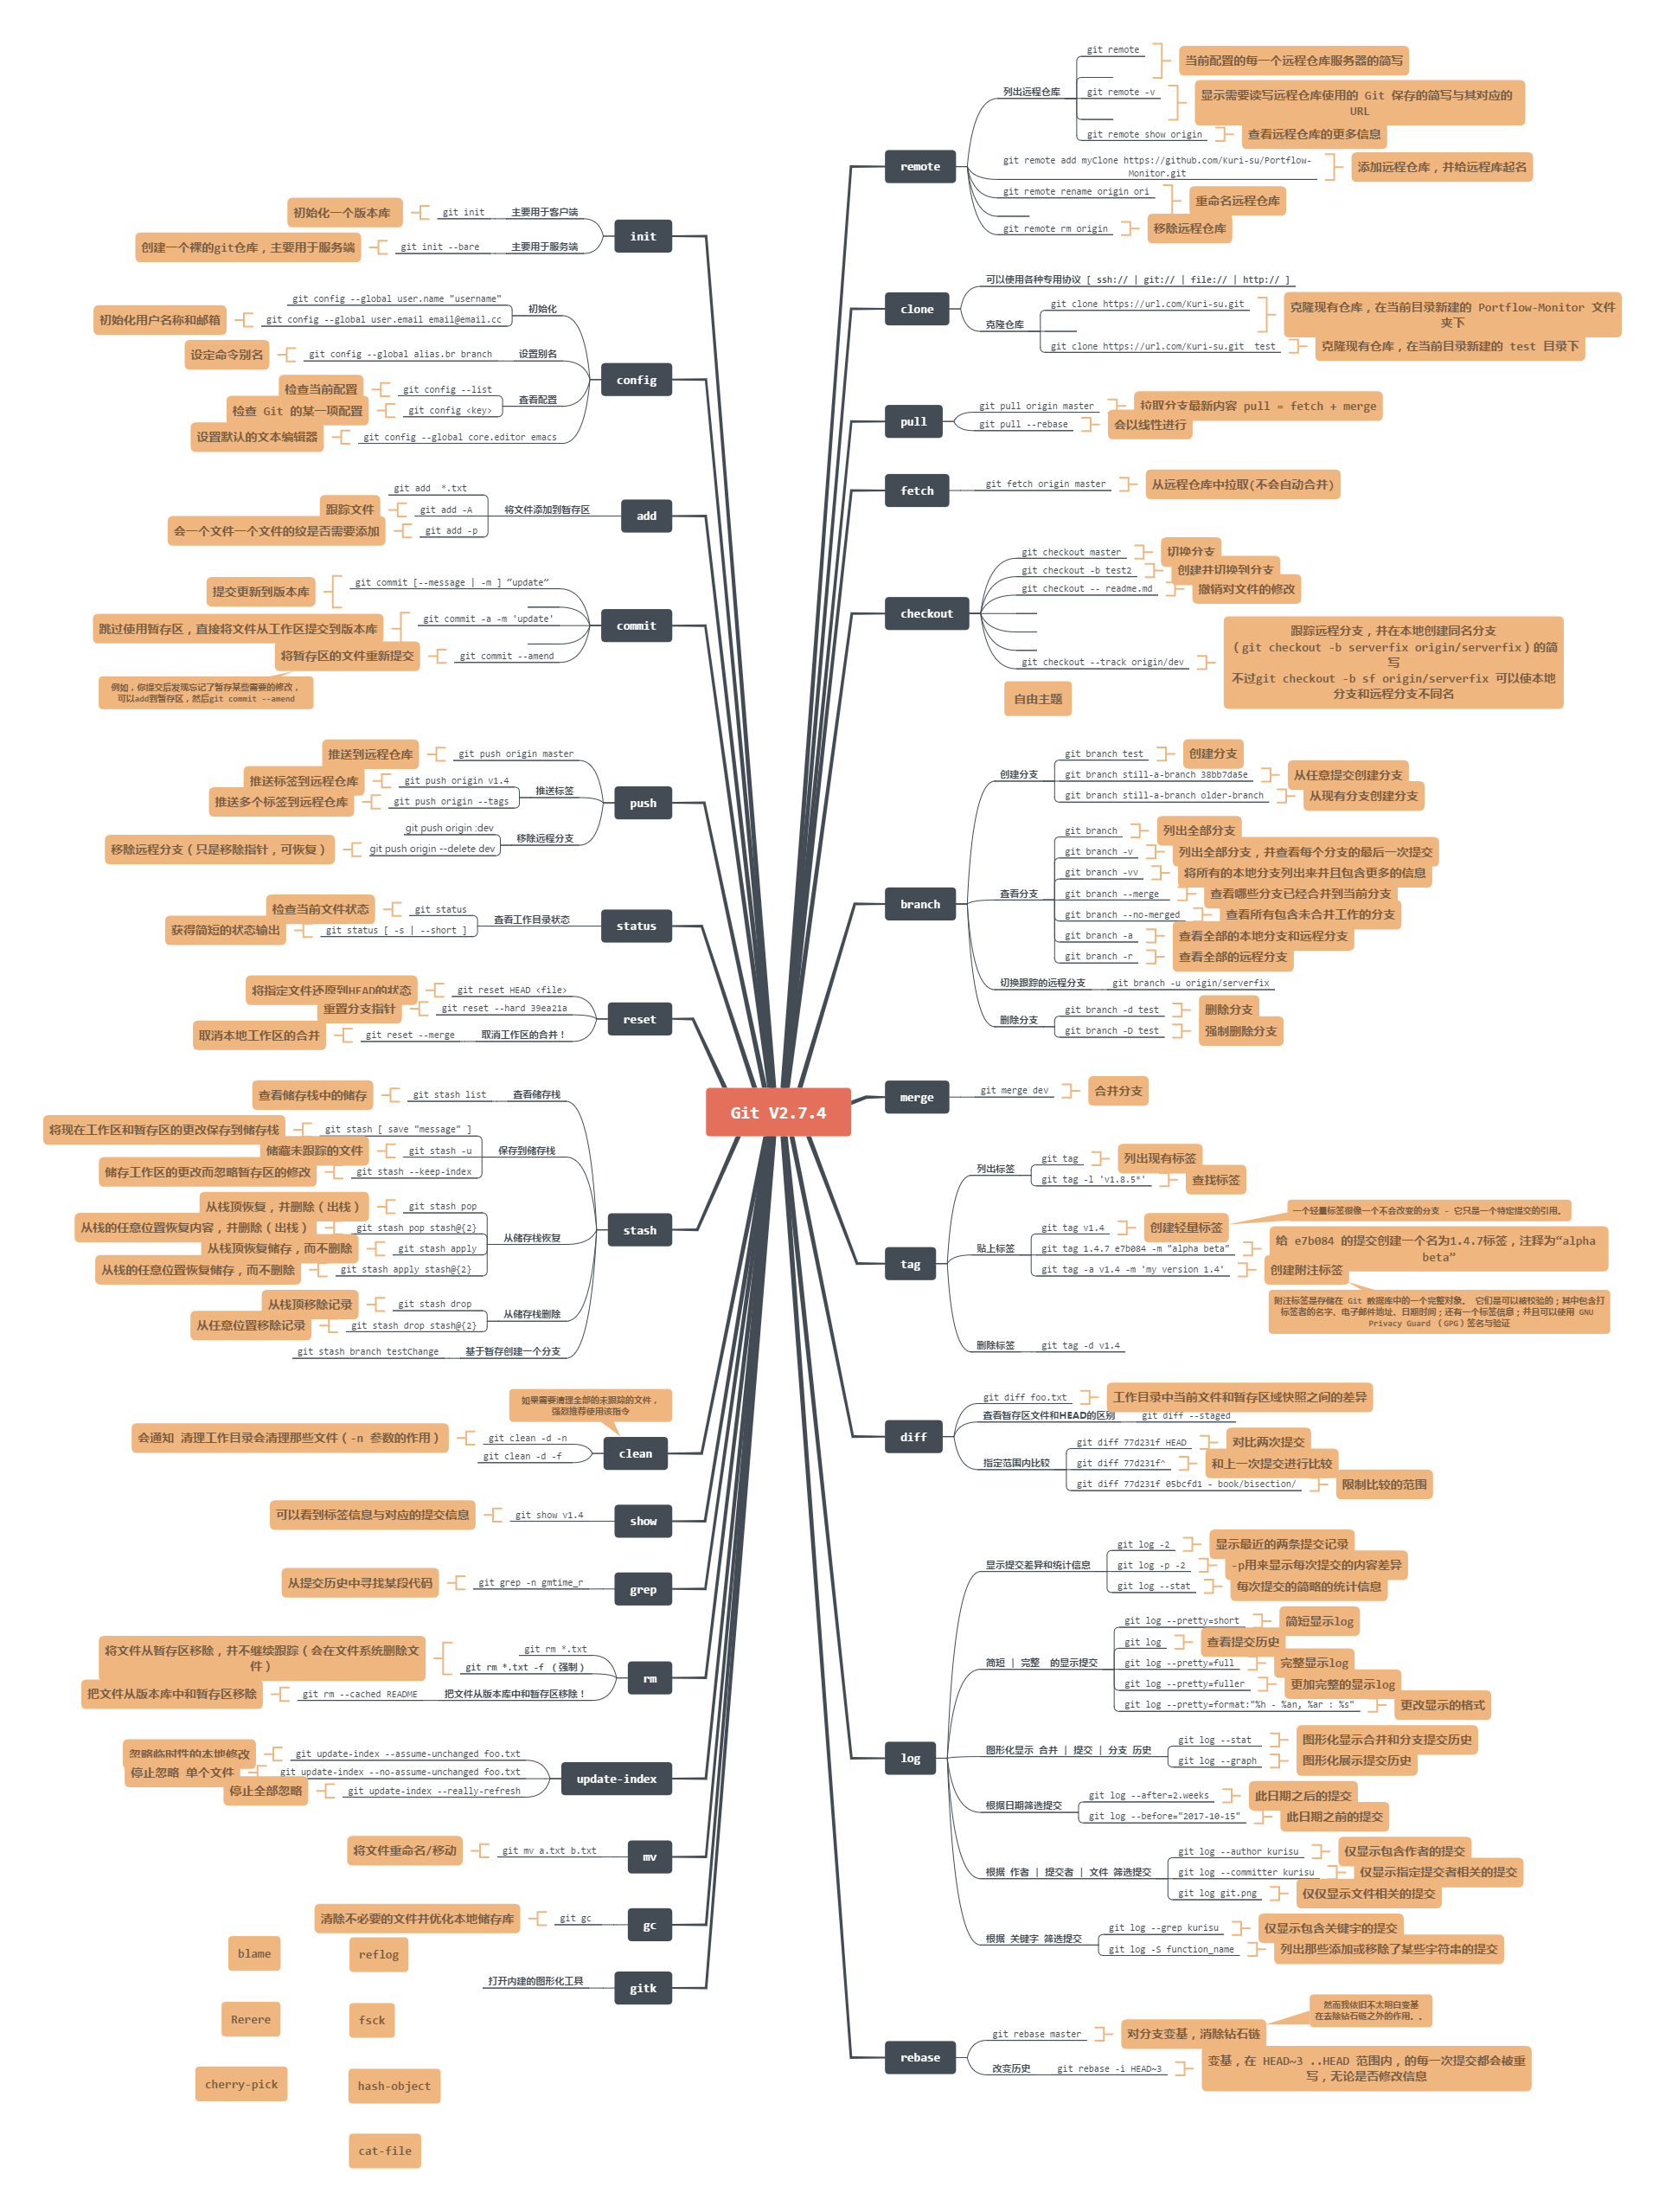 Git V2.7.4
init
主要用于客户端
git init
初始化一个版本库
主要用于服务端
git init --bare
创建一个裸的git仓库，主要用于服务端
config
初始化
git config --global user.name "username"
git config --global user.email email@email.cc
初始化用户名称和邮箱
设置别名
git config --global alias.br branch
设定命令别名
查看配置
git config --list
检查当前配置
git config <key>
检查 Git 的某一项配置
git config --global core.editor emacs
设置默认的文本编辑器
add
将文件添加到暂存区
git add  *.txt
git add -A
跟踪文件
git add -p
会一个文件一个文件的纹是否需要添加
commit
git commit [--message | -m ] “update”
提交更新到版本库
git commit -a -m 'update'
跳过使用暂存区，直接将文件从工作区提交到版本库
git commit --amend
将暂存区的文件重新提交
例如，你提交后发现忘记了暂存某些需要的修改，
可以add到暂存区，然后git commit --amend
push
git push origin master
推送到远程仓库
推送标签
git push origin v1.4
推送标签到远程仓库
git push origin --tags
推送多个标签到远程仓库
移除远程分支
git push origin :dev
git push origin --delete dev
移除远程分支（只是移除指针，可恢复）
status
查看工作目录状态
git status
检查当前文件状态
git status [ -s | --short ]
获得简短的状态输出
reset
git reset HEAD <file>
将指定文件还原到HEAD的状态
git reset --hard 39ea21a
重置分支指针
取消工作区的合并！
git reset --merge
取消本地工作区的合并
stash
查看储存栈
git stash list
查看储存栈中的储存
保存到储存栈
git stash [ save "message" ]
将现在工作区和暂存区的更改保存到储存栈
git stash -u
储藏未跟踪的文件
git stash --keep-index
储存工作区的更改而忽略暂存区的修改
从储存栈恢复
git stash pop
从栈顶恢复，并删除（出栈）
git stash pop stash@{2}
从栈的任意位置恢复内容，并删除（出栈）
git stash apply
从栈顶恢复储存，而不删除
git stash apply stash@{2}
从栈的任意位置恢复储存，而不删除
从储存栈删除
git stash drop
从栈顶移除记录
git stash drop stash@{2}
从任意位置移除记录
基于暂存创建一个分支
git stash branch testChange
clean
如果需要清理全部的未跟踪的文件，
强烈推荐使用该指令
git clean -d -n
会通知 清理工作目录会清理那些文件（-n 参数的作用）
git clean -d -f
show
git show v1.4
可以看到标签信息与对应的提交信息
grep
git grep -n gmtime_r
从提交历史中寻找某段代码
rm
git rm *.txt
git rm *.txt -f （强制）
将文件从暂存区移除，并不继续跟踪（会在文件系统删除文
件）
把文件从版本库中和暂存区移除！
git rm --cached README
把文件从版本库中和暂存区移除
update-index
git update-index --assume-unchanged foo.txt
忽略临时性的本地修改
git update-index --no-assume-unchanged foo.txt
停止忽略 单个文件
git update-index --really-refresh
停止全部忽略
mv
git mv a.txt b.txt
将文件重命名/移动
gc
git gc
清除不必要的文件并优化本地储存库
gitk
打开内建的图形化工具
blame
reflog
Rerere
fsck
cherry-pick
hash-object
cat-file
remote
列出远程仓库
git remote
当前配置的每一个远程仓库服务器的简写
git remote -v
显示需要读写远程仓库使用的 Git 保存的简写与其对应的
URL
git remote show origin
查看远程仓库的更多信息
git remote add myClone https://github.com/Kuri-su/Portflow-
Monitor.git
添加远程仓库，并给远程库起名
git remote rename origin ori
重命名远程仓库
git remote rm origin
移除远程仓库
clone
可以使用各种专用协议 [ ssh:// | git:// | file:// | http:// ]
克隆仓库
git clone https://url.com/Kuri-su.git
克隆现有仓库，在当前目录新建的 Portflow-Monitor 文件
夹下
git clone https://url.com/Kuri-su.git  test
克隆现有仓库，在当前目录新建的 test 目录下
pull
git pull origin master
拉取分支最新内容 pull = fetch + merge
git pull --rebase
会以线性进行
fetch
git fetch origin master
从远程仓库中拉取(不会自动合并)
checkout
git checkout master
切换分支
git checkout -b test2
创建并切换到分支
git checkout -- readme.md
撤销对文件的修改
git checkout --track origin/dev
跟踪远程分支，并在本地创建同名分支
（git checkout -b serverfix origin/serverfix）的简
写
不过git checkout -b sf origin/serverfix 可以使本地
分支和远程分支不同名
自由主题
branch
创建分支
git branch test
创建分支
git branch still-a-branch 38bb7da5e
从任意提交创建分支
git branch still-a-branch older-branch
从现有分支创建分支
查看分支
git branch
列出全部分支
git branch -v
列出全部分支，并查看每个分支的最后一次提交
git branch -vv
将所有的本地分支列出来并且包含更多的信息
git branch --merge
查看哪些分支已经合并到当前分支
git branch --no-merged
查看所有包含未合并工作的分支
git branch -a
查看全部的本地分支和远程分支
git branch -r
查看全部的远程分支
切换跟踪的远程分支
git branch -u origin/serverfix
删除分支
git branch -d test
删除分支
git branch -D test
强制删除分支
merge
git merge dev
合并分支
tag
列出标签
git tag
列出现有标签
git tag -l 'v1.8.5*'
查找标签
贴上标签
git tag v1.4
创建轻量标签
一个轻量标签很像一个不会改变的分支 - 它只是一个特定提交的引用。
git tag 1.4.7 e7b084 -m "alpha beta"
给 e7b084 的提交创建一个名为1.4.7标签，注释为“alpha
beta”
git tag -a v1.4 -m 'my version 1.4'
创建附注标签
附注标签是存储在 Git 数据库中的一个完整对象。 它们是可以被校验的；其中包含打
标签者的名字、电子邮件地址、日期时间；还有一个标签信息；并且可以使用 GNU
Privacy Guard （GPG）签名与验证
删除标签
git tag -d v1.4
diff
git diff foo.txt
工作目录中当前文件和暂存区域快照之间的差异
查看暂存区文件和HEAD的区别
git diff --staged
指定范围内比较
git diff 77d231f HEAD
对比两次提交
git diff 77d231f^
和上一次提交进行比较
git diff 77d231f 05bcfd1 - book/bisection/
限制比较的范围
log
显示提交差异和统计信息
git log -2
显示最近的两条提交记录
git log -p -2
-p用来显示每次提交的内容差异
git log --stat
每次提交的简略的统计信息
简短 | 完整  的显示提交
git log --pretty=short
简短显示log
git log
查看提交历史
git log --pretty=full
完整显示log
git log --pretty=fuller
更加完整的显示log
git log --pretty=format:"%h - %an, %ar : %s"
更改显示的格式
图形化显示 合并 | 提交 | 分支 历史
git log --stat
图形化显示合并和分支提交历史
git log --graph
图形化展示提交历史
根据日期筛选提交
git log --after=2.weeks
此日期之后的提交
git log --before="2017-10-15"
此日期之前的提交
根据 作者 | 提交者 | 文件 筛选提交
git log --author kurisu
仅显示包含作者的提交
git log --committer kurisu
仅显示指定提交者相关的提交
git log git.png
仅仅显示文件相关的提交
根据 关键字 筛选提交
git log --grep kurisu
仅显示包含关键字的提交
git log -S function_name
列出那些添加或移除了某些字符串的提交
rebase
git rebase master
对分支变基，消除钻石链
然而我依旧不太明白变基
在去除钻石链之外的作用。。
改变历史
git rebase -i HEAD~3
变基，在 HEAD~3 ..HEAD 范围内，的每一次提交都会被重
写，无论是否修改信息